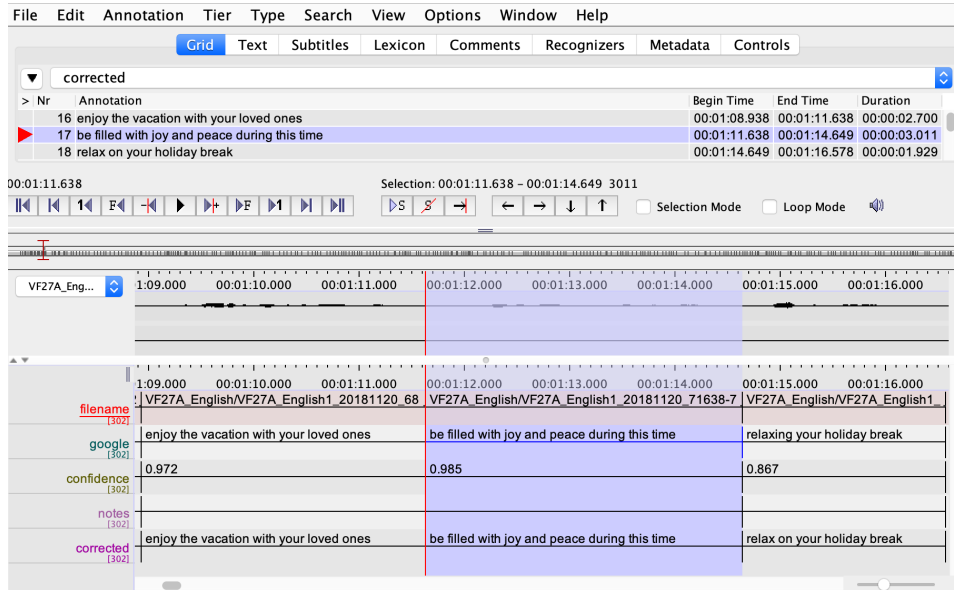 File Edit Annotation Tier Type Search View Options Window Help
Grid Text Subtitles Lexicon Comments Recognizers Metadata Controls
▼ corrected
> Nr Annotation Begin Time End Time Duration
16 enjoy the vacation with your loved ones 00:01:08.938 00:01:11.638 00:00:02.700
17 be filled with joy and peace during this time 00:01:11.638 00:01:14.649 00:00:03.011
18 relax on your holiday break 00:01:14.649 00:01:16.578 00:00:01.929
00:01:11.638 Selection: 00:01:11.638 - 00:01:14.649 3011
1 F + F 1 S S ← → ↓ ↑ Selection Mode Loop Mode
VF27A_Eng... 1:09.000 00:01:10.000 00:01:11.000 00:01:12.000 00:01:13.000 00:01:14.000 00:01:15.000 00:01:16.000
1:09.000 00:01:10.000 00:01:11.000 00:01:12.000 00:01:13.000 00:01:14.000 00:01:15.000 00:01:16.000
filename [302] VF27A_English/VF27A_English1_20181120_68 VF27A_English/VF27A_English1_20181120_71638-7 VF27A_English/VF27A_English1_
google [302] enjoy the vacation with your loved ones be filled with joy and peace during this time relaxing your holiday break
confidence [302] 0.972 0.985 0.867
notes [302]
corrected [302] enjoy the vacation with your loved ones be filled with joy and peace during this time relax on your holiday break